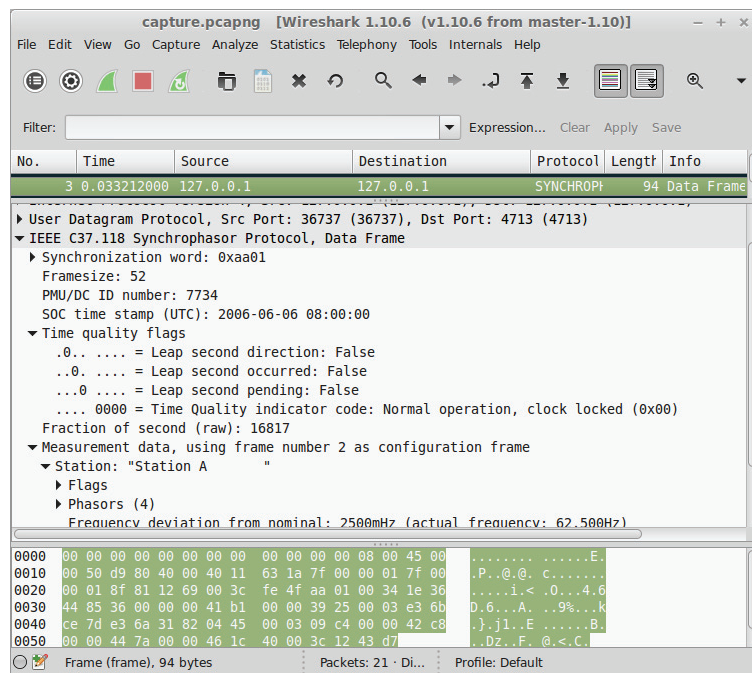 capture.pcapng [Wireshark 1.10.6 (v1.10.6 from master-1.10)]
File Edit View Go Capture Analyze Statistics Telephony Tools Internals Help
Filter: Expression... Clear Apply Save
No. Time Source Destination Protocol Length Info
3 0.033212000 127.0.0.1 127.0.0.1 SYNCHROPH 94 Data Frame
User Datagram Protocol, Src Port: 36737 (36737), Dst Port: 4713 (4713)
IEEE C37.118 Synchrophasor Protocol, Data Frame
Synchronization word: 0xaa01
Framesize: 52
PMU/DC ID number: 7734
SOC time stamp (UTC): 2006-06-06 08:00:00
Time quality flags
.0.. .... = Leap second direction: False
..0. .... = Leap second occurred: False
...0 .... = Leap second pending: False
.... 0000 = Time Quality indicator code: Normal operation, clock locked (0x00)
Fraction of second (raw): 16817
Measurement data, using frame number 2 as configuration frame
Station: "Station A       "
Flags
Phasors (4)
Frequency deviation from nominal: 2500mHz (actual frequency: 62.500Hz)
0000 00 00 00 00 00 00 00 00 00 00 00 00 08 00 45 00 ........ ......E.
0010 00 50 d9 80 40 00 40 11 63 1a 7f 00 00 01 7f 00 .P..@.@. c.......
0020 00 01 8f 81 12 69 00 3c fe 4f aa 01 00 34 1e 36 .....i.< .O...4.6
0030 44 85 36 00 00 00 41 b1 00 00 39 25 00 03 e3 6b D.6...A. ..9%...k
0040 ce 7d e3 6a 31 82 04 45 00 03 09 c4 00 00 42 c8 .}.j1..E ......B.
0050 00 00 44 7a 00 00 46 1c 40 00 3c 12 43 d7 ..Dz..F. @.<.C.
Frame (frame), 94 bytes Packets: 21 · Di... Profile: Default